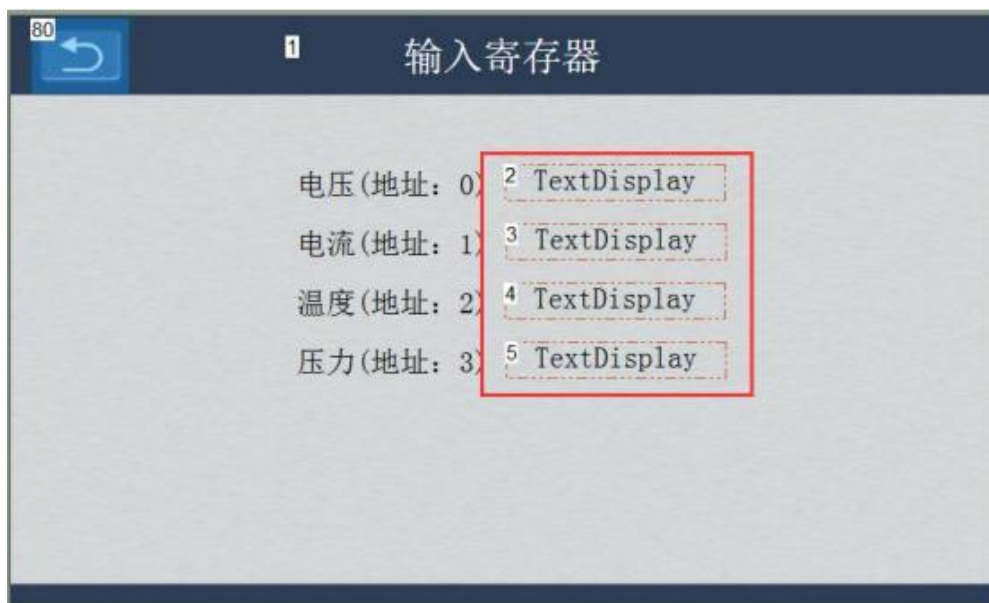 80
1 输入寄存器
电压(地址: 0) 2 TextDisplay
电流(地址: 1) 3 TextDisplay
温度(地址: 2) 4 TextDisplay
压力(地址: 3) 5 TextDisplay